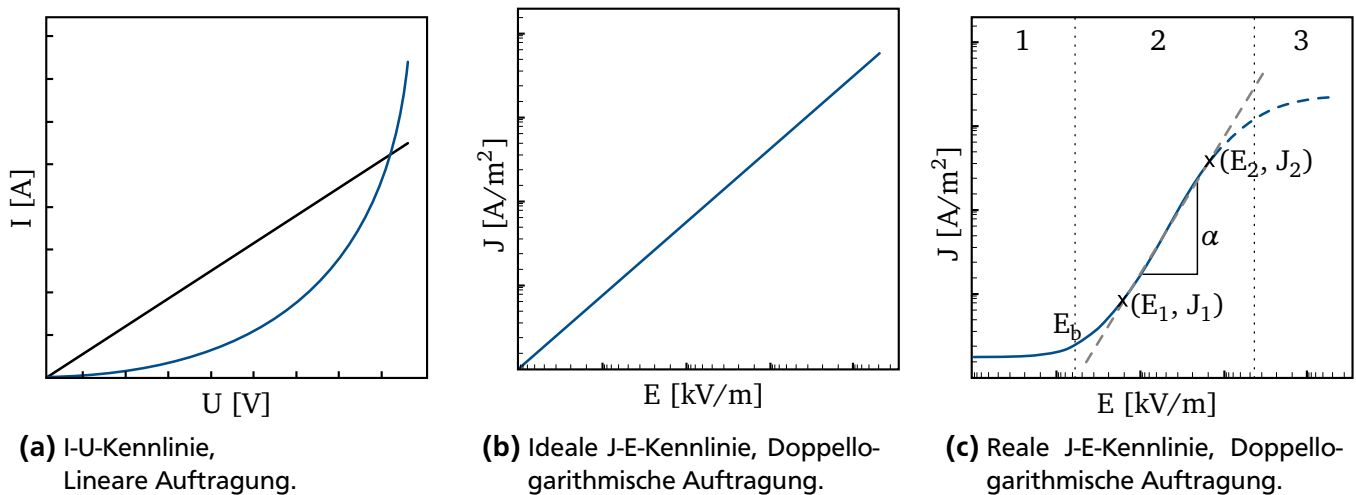 I [A]
U [V]
(a) I-U-Kennlinie,
Lineare Auftragung.
J [A/m²]
E [kV/m]
(b) Ideale J-E-Kennlinie, Doppello-
garithmische Auftragung.
1 2 3
J [A/m²]
(E₂, J₂)
α
(E₁, J₁)
E_b
E [kV/m]
(c) Reale J-E-Kennlinie, Doppello-
garithmische Auftragung.